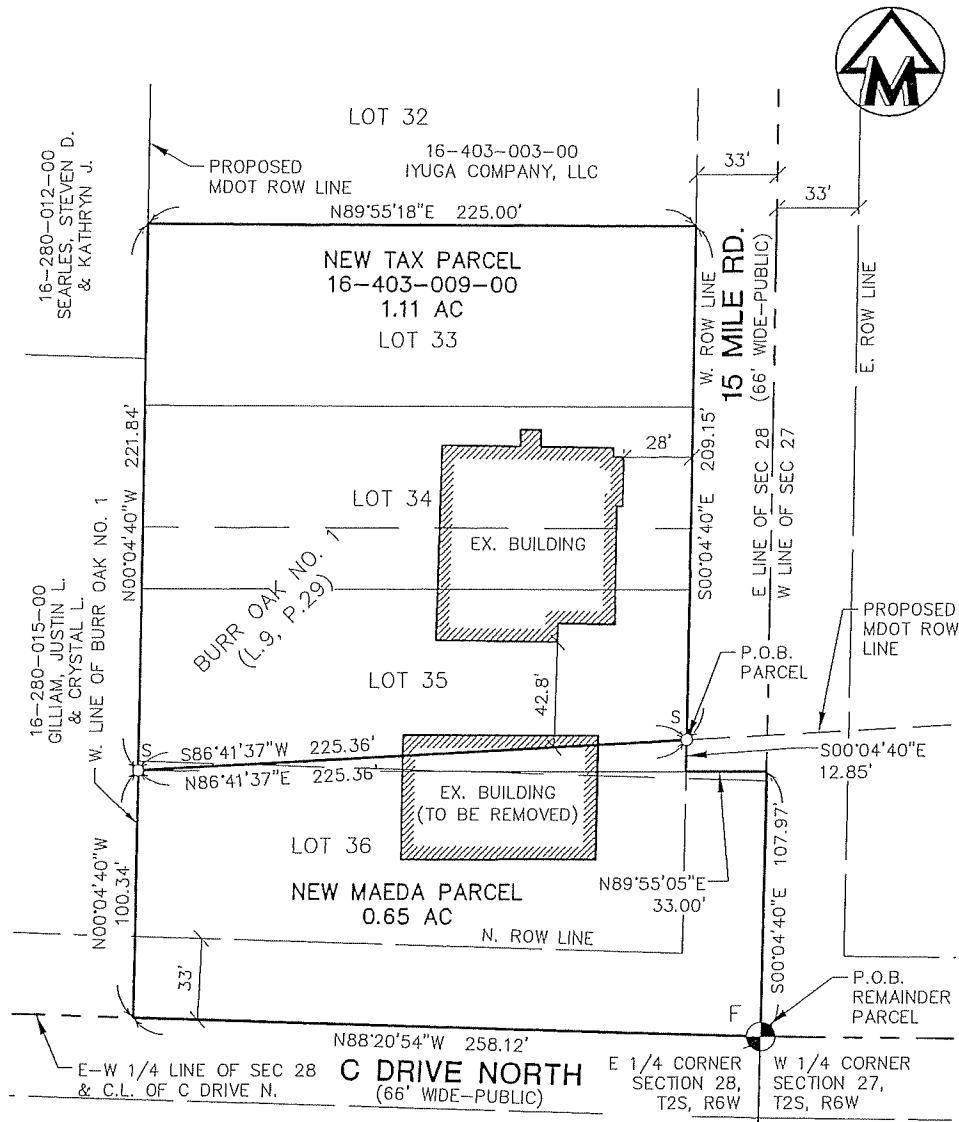 M
LOT 32
16-403-003-00
IYUGA COMPANY, LLC
PROPOSED
MDOT ROW LINE
33'
33'
16-280-012-00
SEARLES, STEVEN D.
& KATHRYN J.
N89°55'18"E 225.00'
NEW TAX PARCEL
16-403-009-00
1.11 AC
LOT 33
W. ROW LINE
15 MILE RD.
(66' WIDE-PUBLIC)
E. ROW LINE
N00°04'40"W 221.84'
S00°04'40"E 209.15'
28'
E LINE OF SEC 28
W LINE OF SEC 27
LOT 34
EX. BUILDING
BURR OAK NO. 1
(L.9, P.29)
16-280-015-00
GILLIAM, JUSTIN L.
& CRYSTAL L.
W. LINE OF BURR OAK NO. 1
PROPOSED
MDOT ROW
LINE
P.O.B.
PARCEL
LOT 35
42.8'
S
S
S86°41'37"W 225.36'
N86°41'37"E 225.36'
S00°04'40"E
12.85'
EX. BUILDING
(TO BE REMOVED)
LOT 36
N00°04'40"W
100.34'
NEW MAEDA PARCEL
0.65 AC
N89°55'05"E
33.00'
S00°04'40"E 107.97'
N. ROW LINE
33'
F
P.O.B.
REMAINDER
PARCEL
N88°20'54"W 258.12'
E-W 1/4 LINE OF SEC 28
& C.L. OF C DRIVE N.
C DRIVE NORTH
(66' WIDE-PUBLIC)
E 1/4 CORNER
SECTION 28,
T2S, R6W
W 1/4 CORNER
SECTION 27,
T2S, R6W